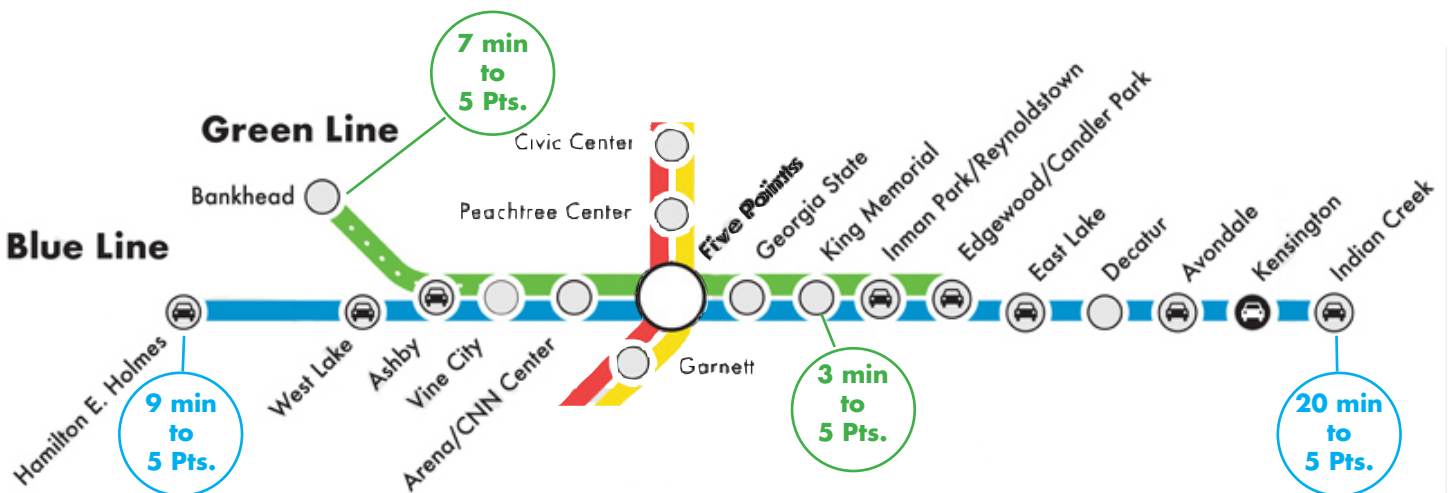 7 min
to
5 Pts.
Green Line
Civic Center
Bankhead
Peachtree Center
Five Points
Georgia State
King Memorial
Inman Park/Reynoldstown
Edgewood/Candler Park
East Lake
Decatur
Avondale
Kensington
Indian Creek
Blue Line
Hamilton E. Holmes
West Lake
Ashby
Vine City
Arena/CNN Center
Garnett
9 min
to
5 Pts.
3 min
to
5 Pts.
20 min
to
5 Pts.